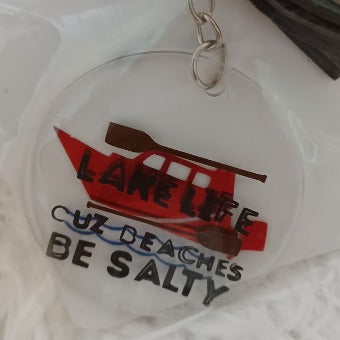 LAKE LIFE
CUZ BEACHES
BE SALTY